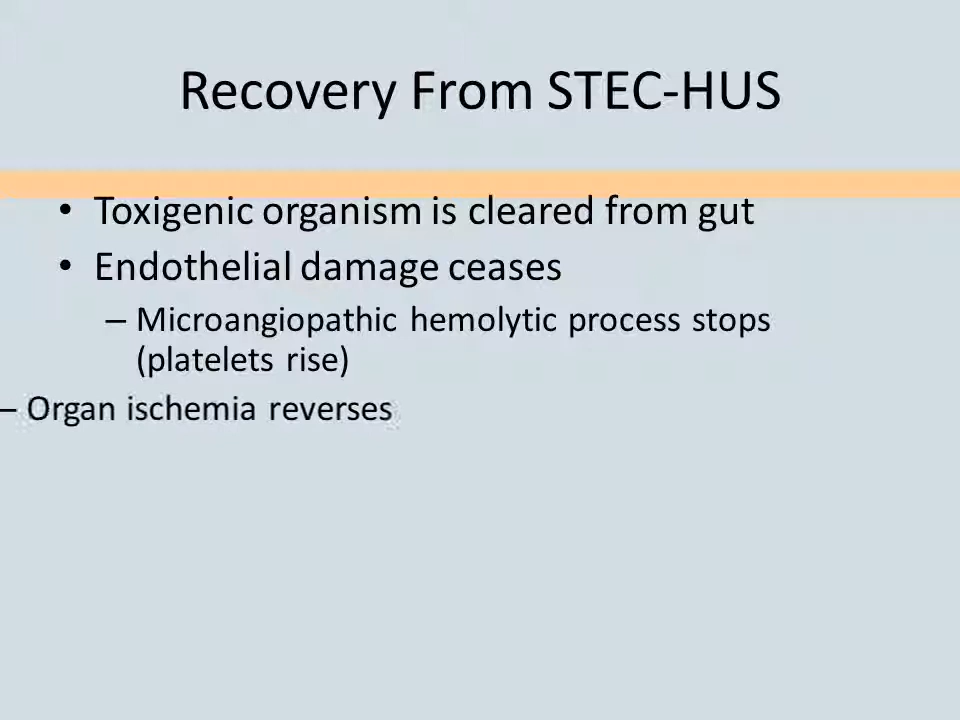 Recovery From STEC-HUS
• Toxigenic organism is cleared from gut
• Endothelial damage ceases
– Microangiopathic hemolytic process stops
(platelets rise)
– Organ ischemia reverses